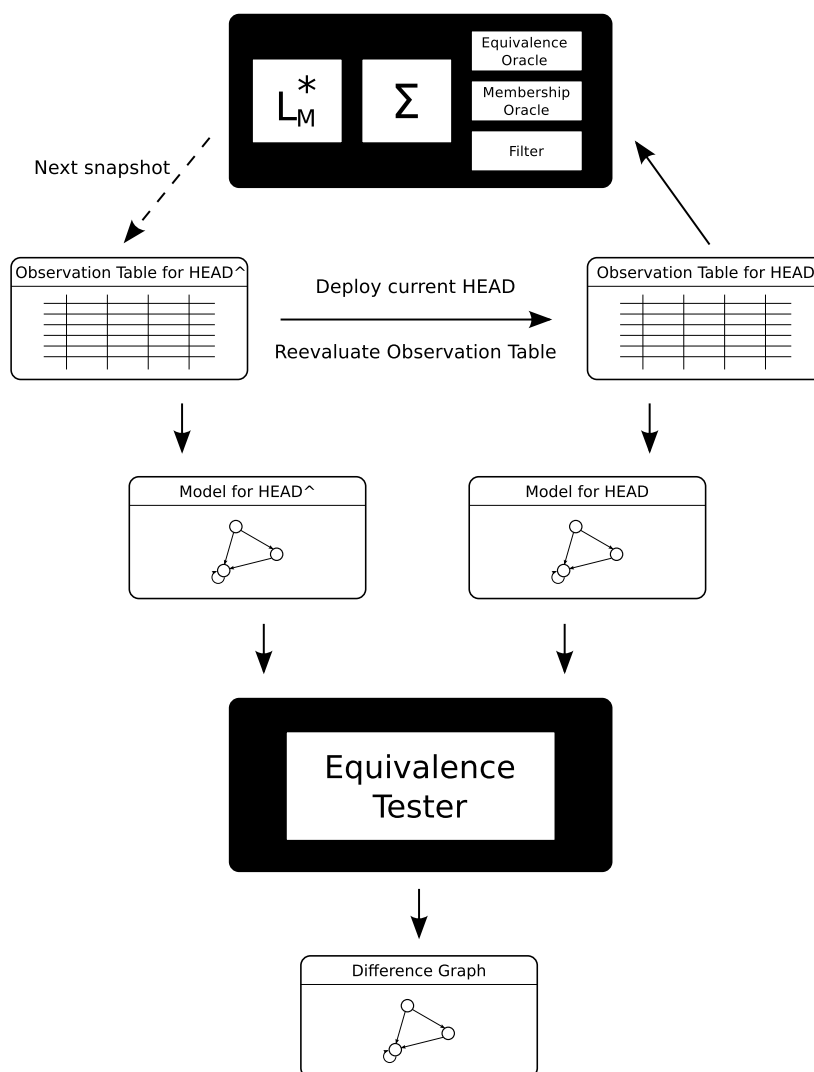 L*M
Σ
Equivalence
Oracle
Membership
Oracle
Filter
Next snapshot
Observation Table for HEAD^
Deploy current HEAD
Reevaluate Observation Table
Observation Table for HEAD
Model for HEAD^
Model for HEAD
Equivalence
Tester
Difference Graph